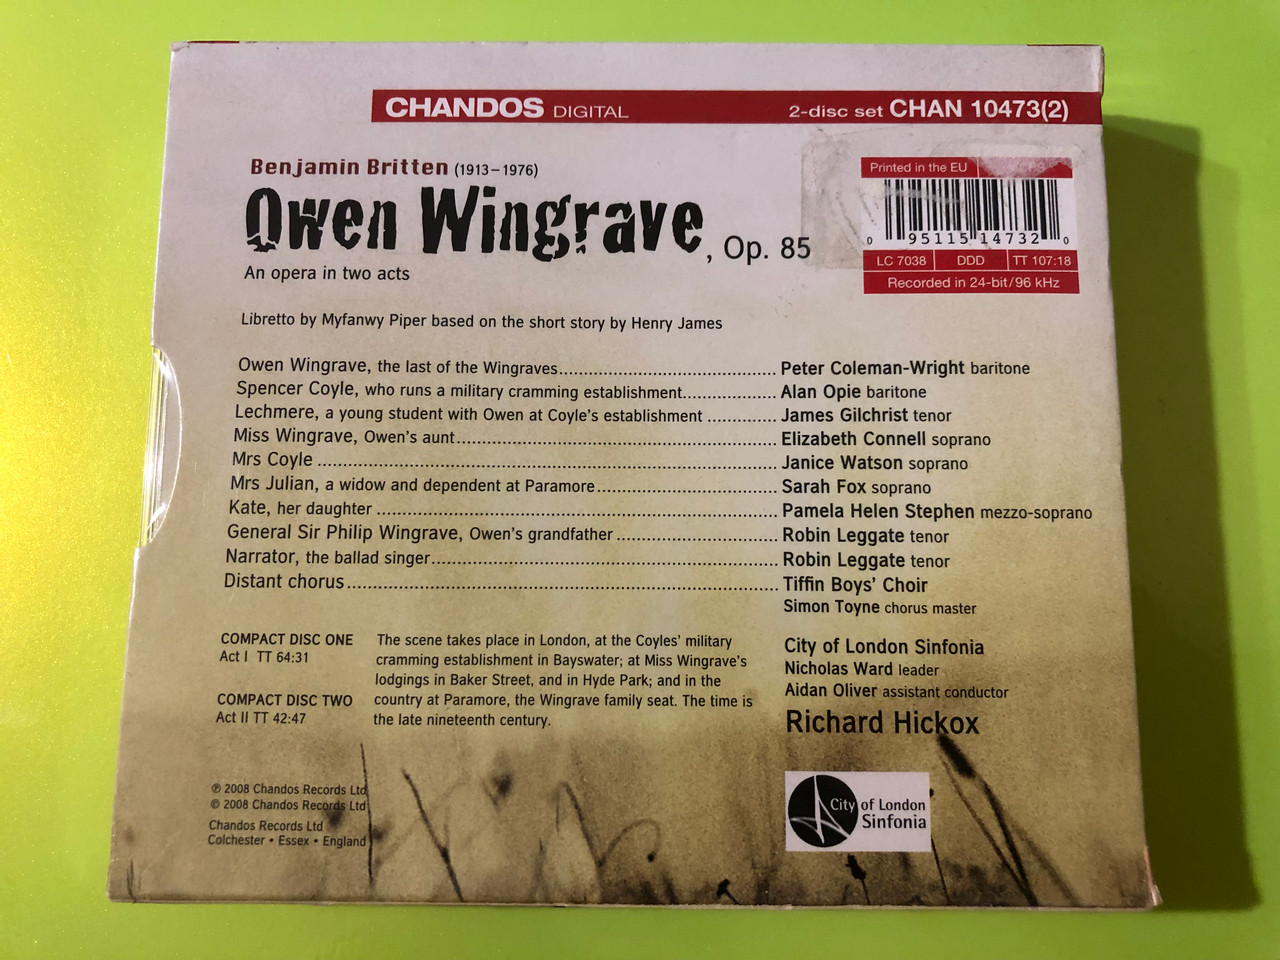 CHANDOS DIGITAL 2-disc set CHAN 10473(2)
Benjamin Britten (1913–1976)
Owen Wingrave, Op. 85
An opera in two acts
Printed in the EU
0 95115 14732 0
LC 7038 DDD TT 107:18
Recorded in 24-bit/96 kHz
Libretto by Myfanwy Piper based on the short story by Henry James
Owen Wingrave, the last of the Wingraves Peter Coleman-Wright baritone
Spencer Coyle, who runs a military cramming establishment Alan Opie baritone
Lechmere, a young student with Owen at Coyle's establishment James Gilchrist tenor
Miss Wingrave, Owen's aunt Elizabeth Connell soprano
Mrs Coyle Janice Watson soprano
Mrs Julian, a widow and dependent at Paramore Sarah Fox soprano
Kate, her daughter Pamela Helen Stephen mezzo-soprano
General Sir Philip Wingrave, Owen's grandfather Robin Leggate tenor
Narrator, the ballad singer Robin Leggate tenor
Distant chorus Tiffin Boys' Choir
Simon Toyne chorus master
COMPACT DISC ONE
Act I TT 64:31
COMPACT DISC TWO
Act II TT 42:47
The scene takes place in London, at the Coyles' military
cramming establishment in Bayswater; at Miss Wingrave's
lodgings in Baker Street, and in Hyde Park; and in the
country at Paramore, the Wingrave family seat. The time is
the late nineteenth century.
City of London Sinfonia
Nicholas Ward leader
Aidan Oliver assistant conductor
Richard Hickox
℗ 2008 Chandos Records Ltd
© 2008 Chandos Records Ltd
Chandos Records Ltd
Colchester • Essex • England
City of London
Sinfonia